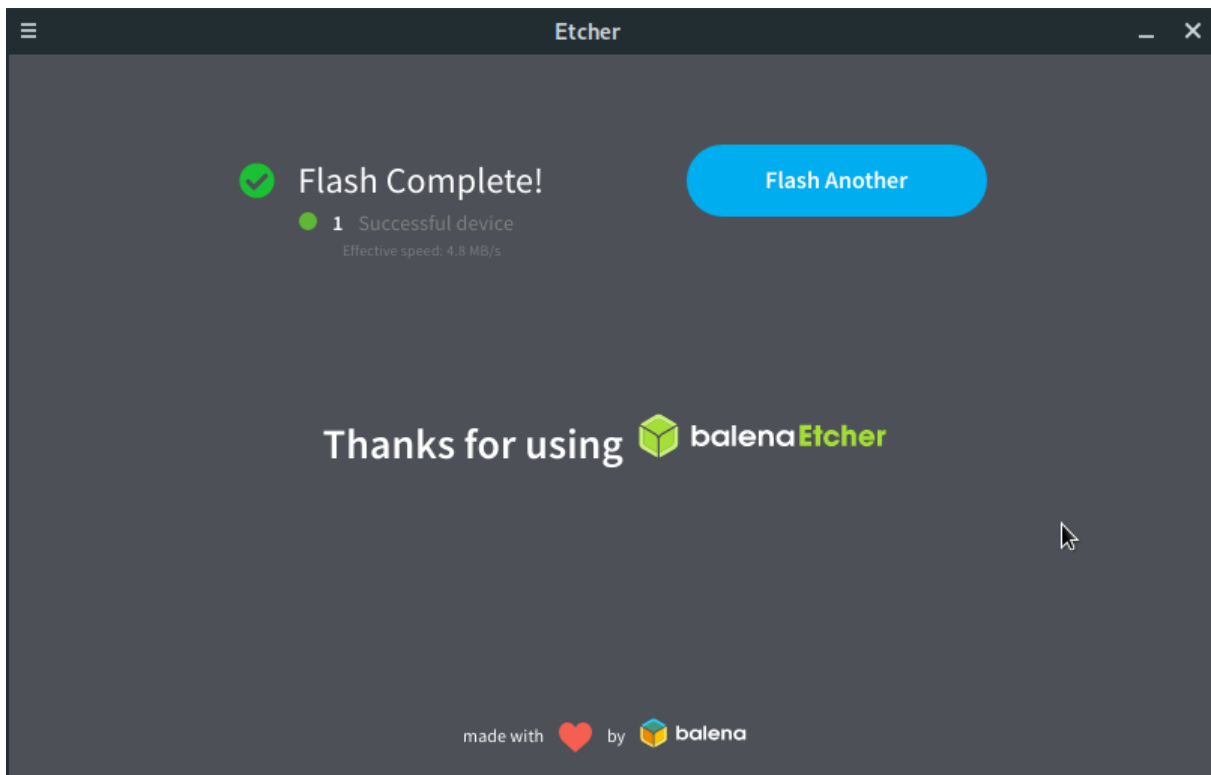 Etcher
Flash Complete!
Flash Another
1 Successful device
Effective speed: 4.8 MB/s
Thanks for using balenaEtcher
made with by balena